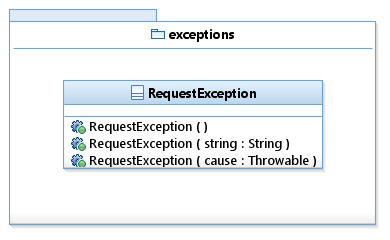 exceptions
RequestException
RequestException ( )
RequestException ( string : String )
RequestException ( cause : Throwable )